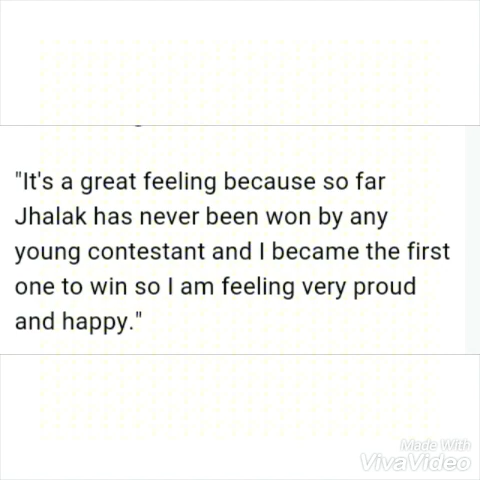 "It's a great feeling because so far
Jhalak has never been won by any
young contestant and I became the first
one to win so I am feeling very proud
and happy."
Made With
VivaVideo